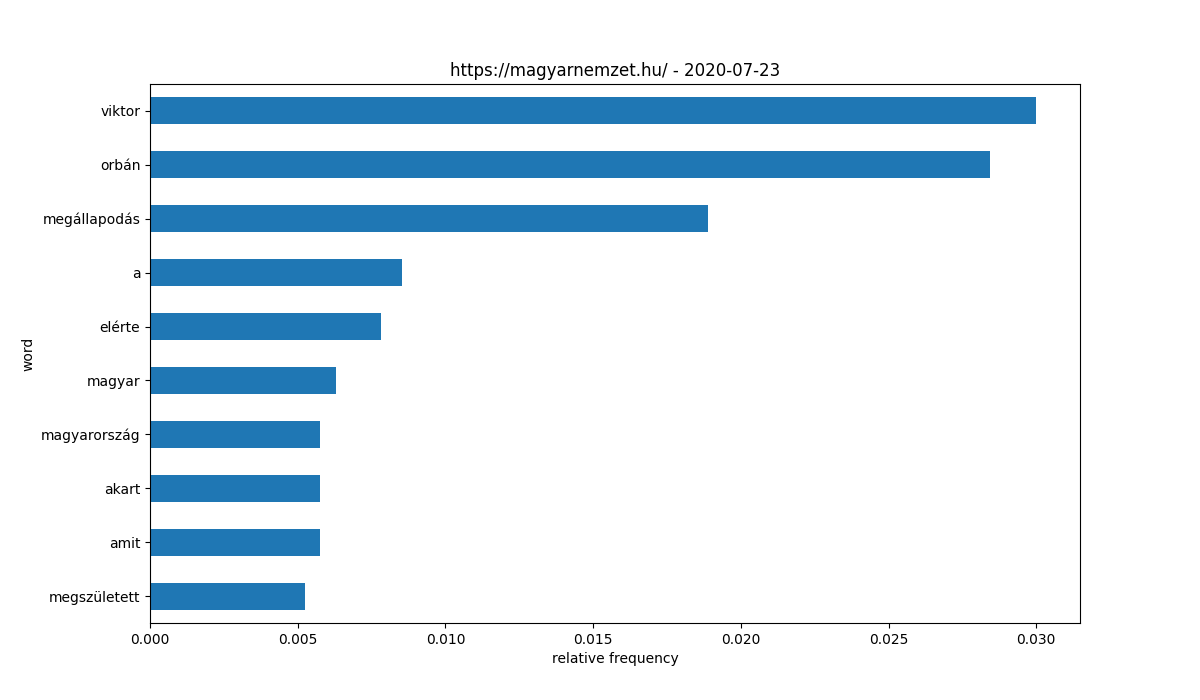 https://magyarnemzet.hu/ - 2020-07-23
viktor
orbán
megállapodás
a
elérte
magyar
magyarország
akart
amit
megszületett
word
0.000 0.005 0.010 0.015 0.020 0.025 0.030
relative frequency